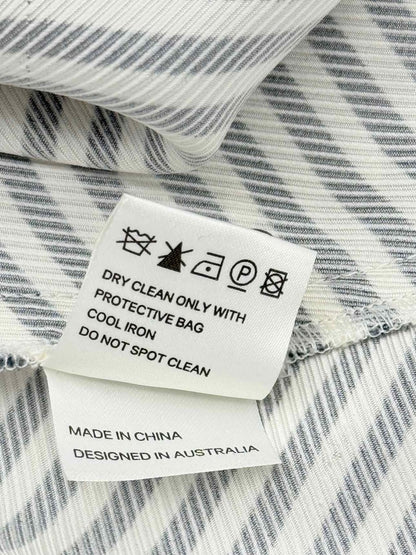 P
DRY CLEAN ONLY WITH
PROTECTIVE BAG
COOL IRON
DO NOT SPOT CLEAN
MADE IN CHINA
DESIGNED IN AUSTRALIA